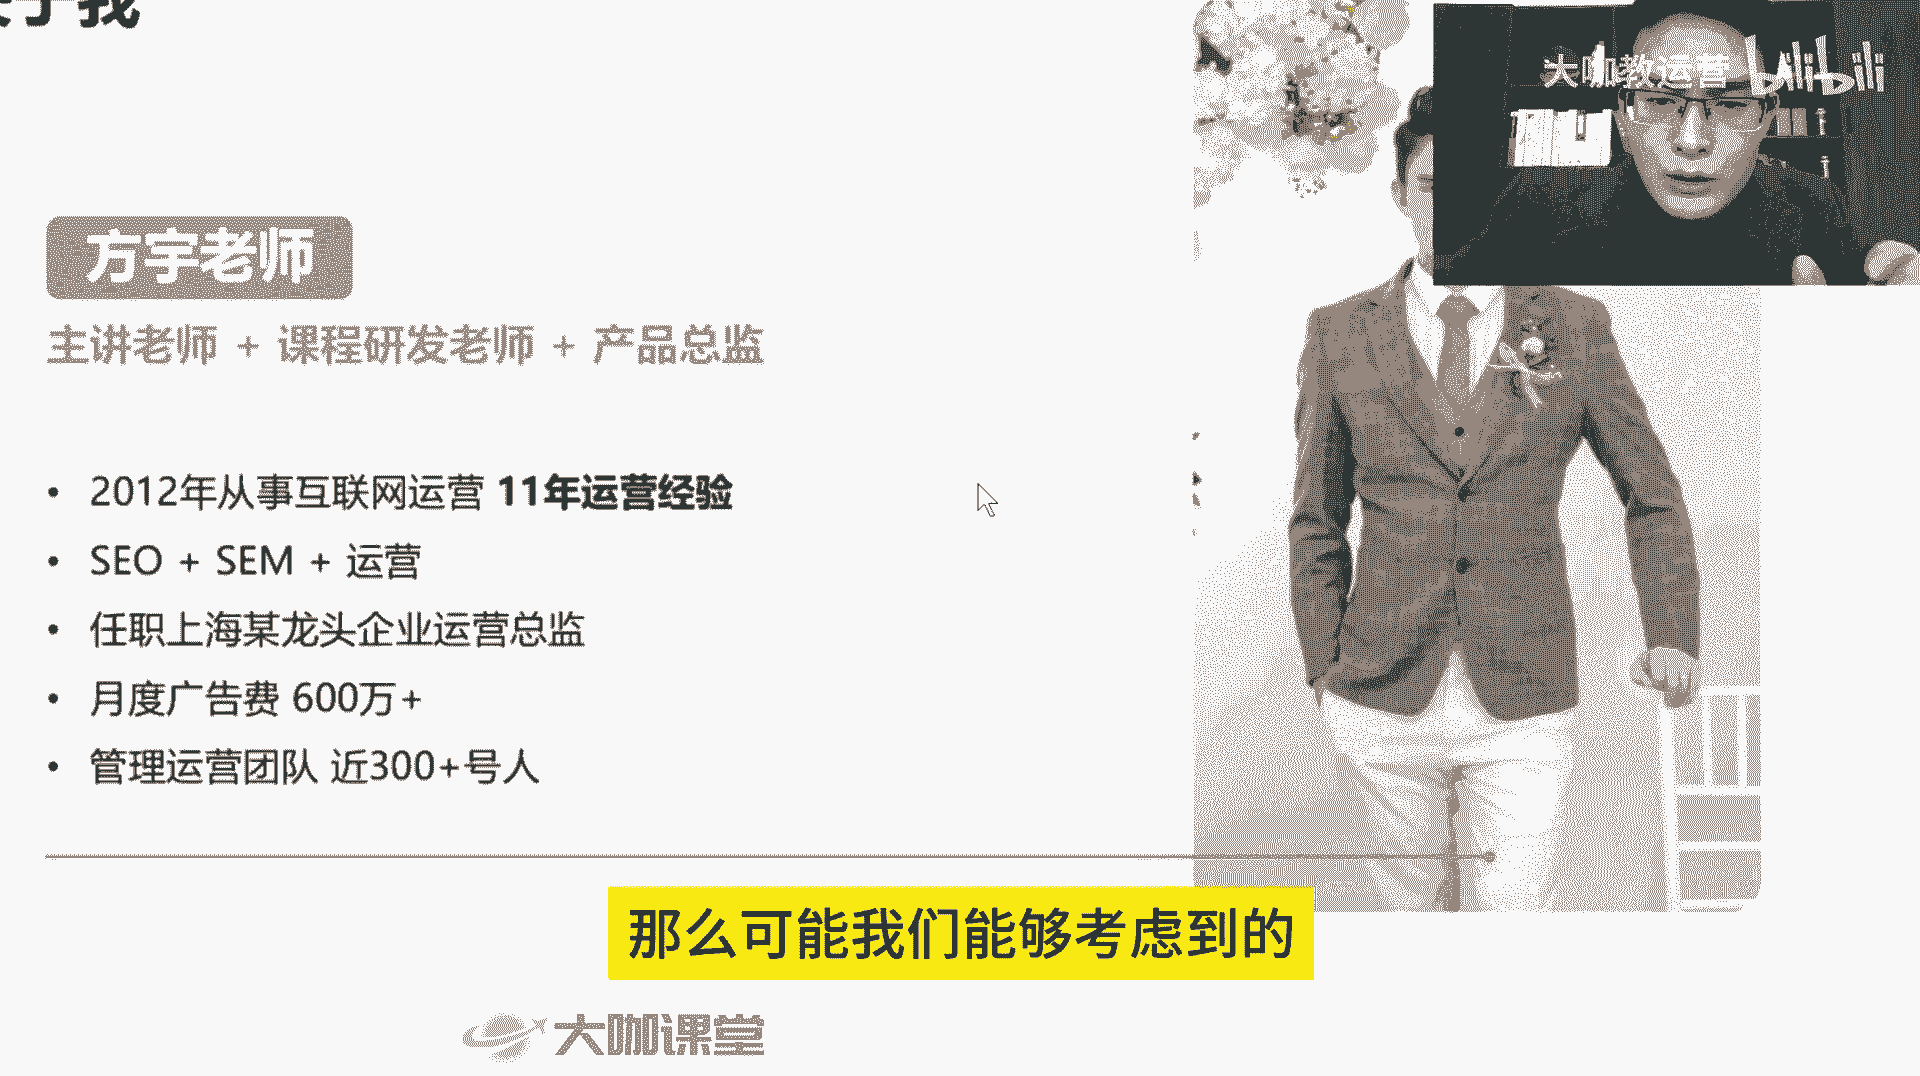 于我
大咖教运营 bilibili
方宇老师
主讲老师 + 课程研发老师 + 产品总监
• 2012年从事互联网运营 11年运营经验
• SEO + SEM + 运营
• 任职上海某龙头企业运营总监
• 月度广告费 600万+
• 管理运营团队 近300+号人
那么可能我们能够考虑到的
大咖课堂